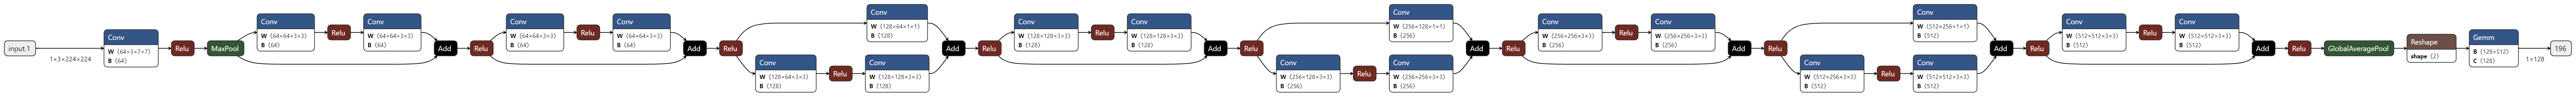 input.1
1×3×224×224
Conv
W ⟨64×3×7×7⟩
B ⟨64⟩
Relu
MaxPool
Conv
W ⟨64×64×3×3⟩
B ⟨64⟩
Relu
Conv
W ⟨64×64×3×3⟩
B ⟨64⟩
Add
Relu
Conv
W ⟨64×64×3×3⟩
B ⟨64⟩
Relu
Conv
W ⟨64×64×3×3⟩
B ⟨64⟩
Add
Relu
Conv
W ⟨128×64×1×1⟩
B ⟨128⟩
Conv
W ⟨128×64×3×3⟩
B ⟨128⟩
Relu
Conv
W ⟨128×128×3×3⟩
B ⟨128⟩
Add
Relu
Conv
W ⟨128×128×3×3⟩
B ⟨128⟩
Relu
Conv
W ⟨128×128×3×3⟩
B ⟨128⟩
Add
Relu
Conv
W ⟨256×128×1×1⟩
B ⟨256⟩
Conv
W ⟨256×128×3×3⟩
B ⟨256⟩
Relu
Conv
W ⟨256×256×3×3⟩
B ⟨256⟩
Add
Relu
Conv
W ⟨256×256×3×3⟩
B ⟨256⟩
Relu
Conv
W ⟨256×256×3×3⟩
B ⟨256⟩
Add
Relu
Conv
W ⟨512×256×1×1⟩
B ⟨512⟩
Conv
W ⟨512×256×3×3⟩
B ⟨512⟩
Relu
Conv
W ⟨512×512×3×3⟩
B ⟨512⟩
Add
Relu
Conv
W ⟨512×512×3×3⟩
B ⟨512⟩
Relu
Conv
W ⟨512×512×3×3⟩
B ⟨512⟩
Add
Relu
GlobalAveragePool
Reshape
shape ⟨2⟩
Gemm
B ⟨128×512⟩
C ⟨128⟩
1×128
196